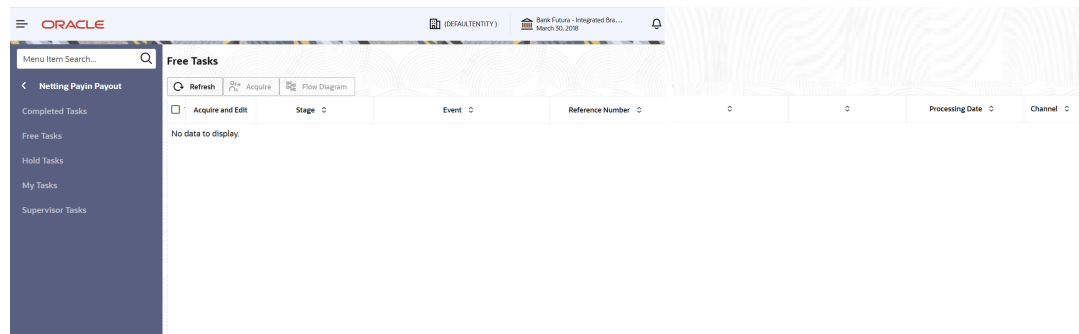 ORACLE
(DEFAULTENTITY )
Bank Futura - Integrated Bra...
March 30, 2018
Menu Item Search...
Netting Payin Payout
Completed Tasks
Free Tasks
Hold Tasks
My Tasks
Supervisor Tasks
Free Tasks
Refresh Acquire Flow Diagram
Acquire and Edit Stage Event Reference Number Processing Date Channel
No data to display.